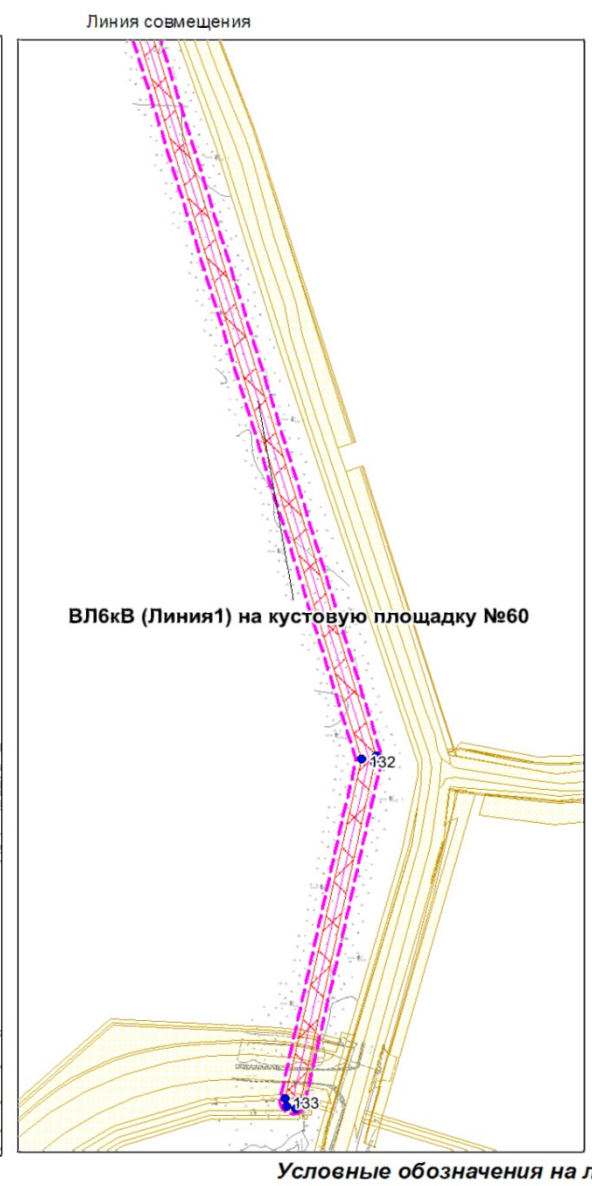 Линия совмещения
ВЛ6кВ (Линия1) на кустовую площадку №60
132
133
Условные обозначения на л